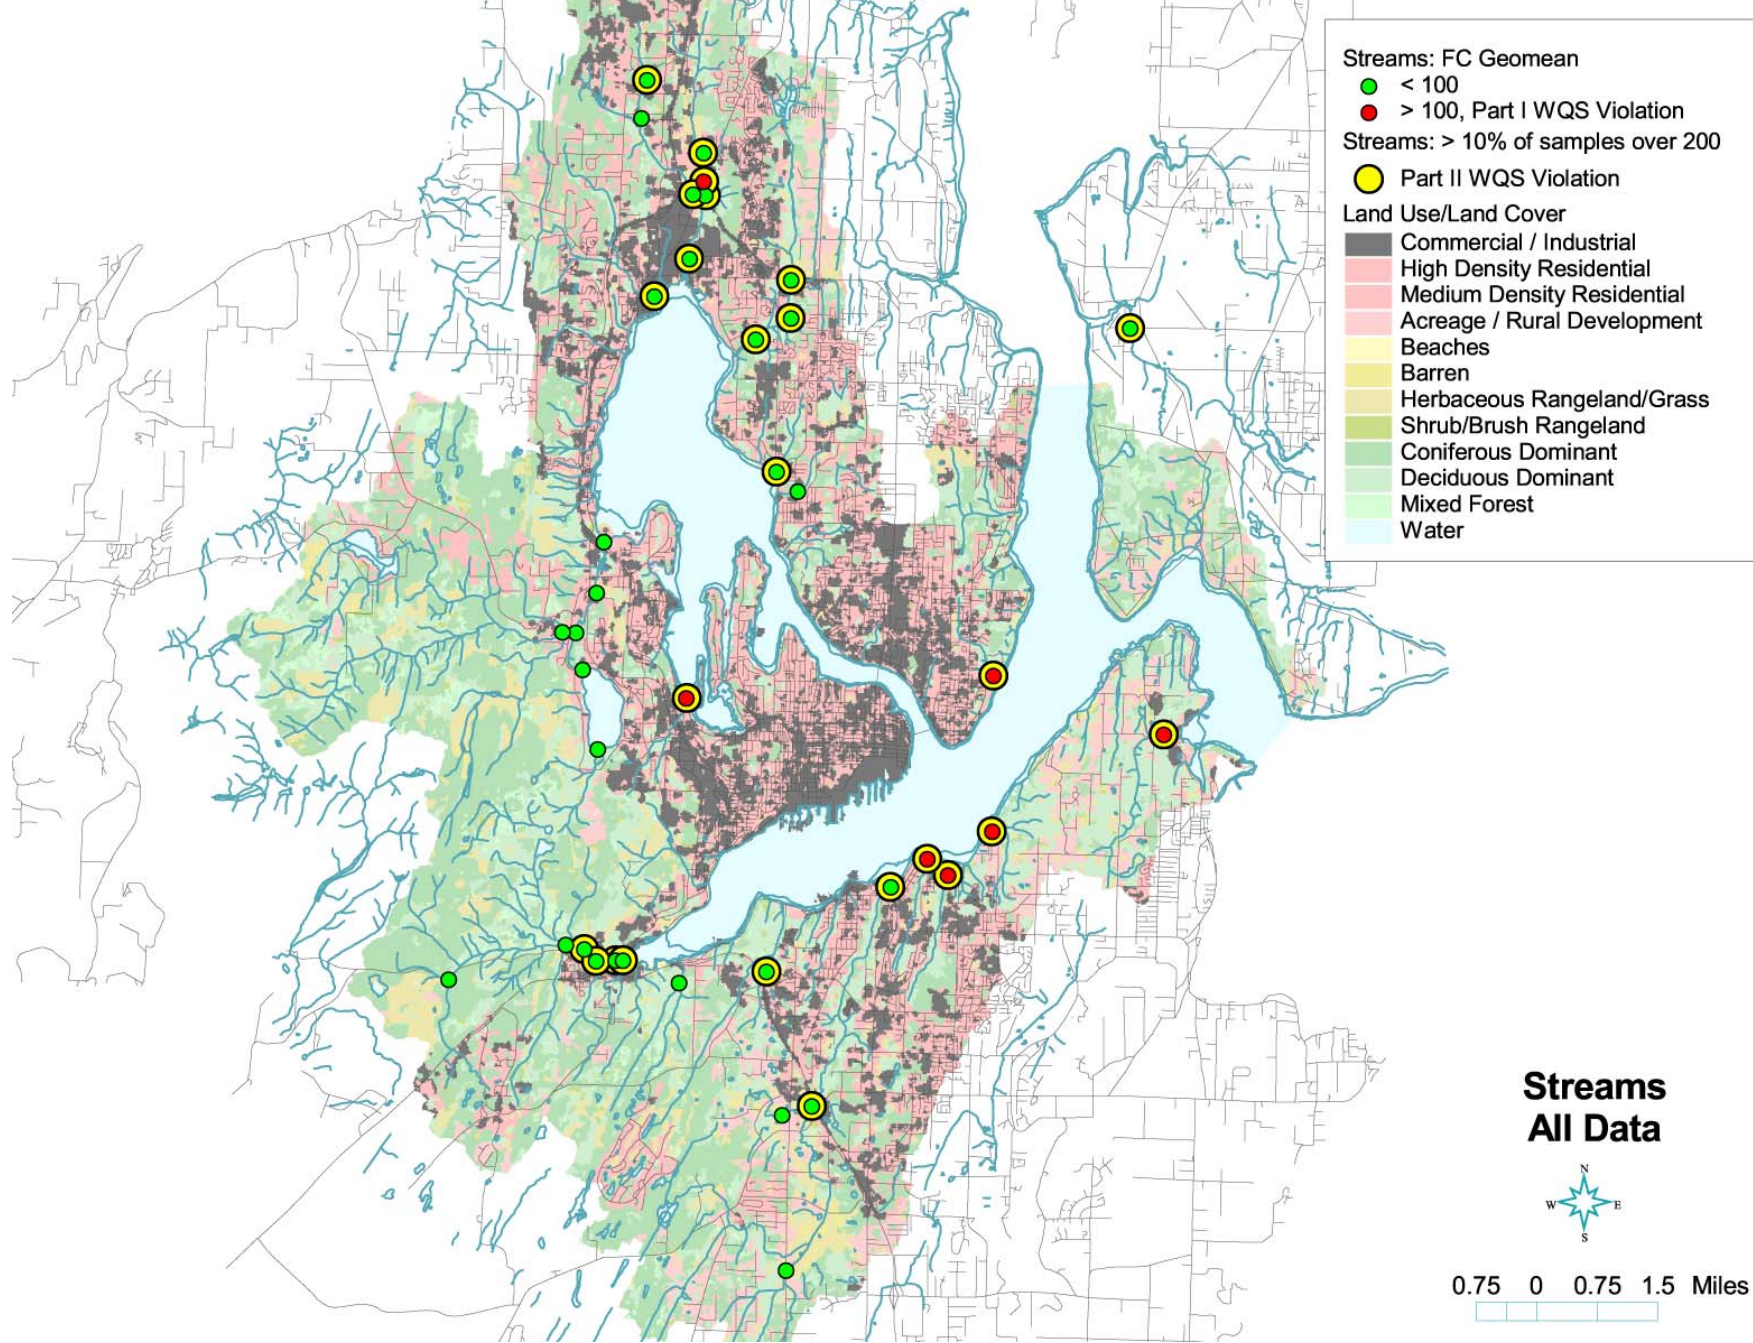 Streams: FC Geomean
< 100
> 100, Part I WQS Violation
Streams: > 10% of samples over 200
Part II WQS Violation
Land Use/Land Cover
Commercial / Industrial
High Density Residential
Medium Density Residential
Acreage / Rural Development
Beaches
Barren
Herbaceous Rangeland/Grass
Shrub/Brush Rangeland
Coniferous Dominant
Deciduous Dominant
Mixed Forest
Water
Streams
All Data
N
W E
S
0.75 0 0.75 1.5 Miles